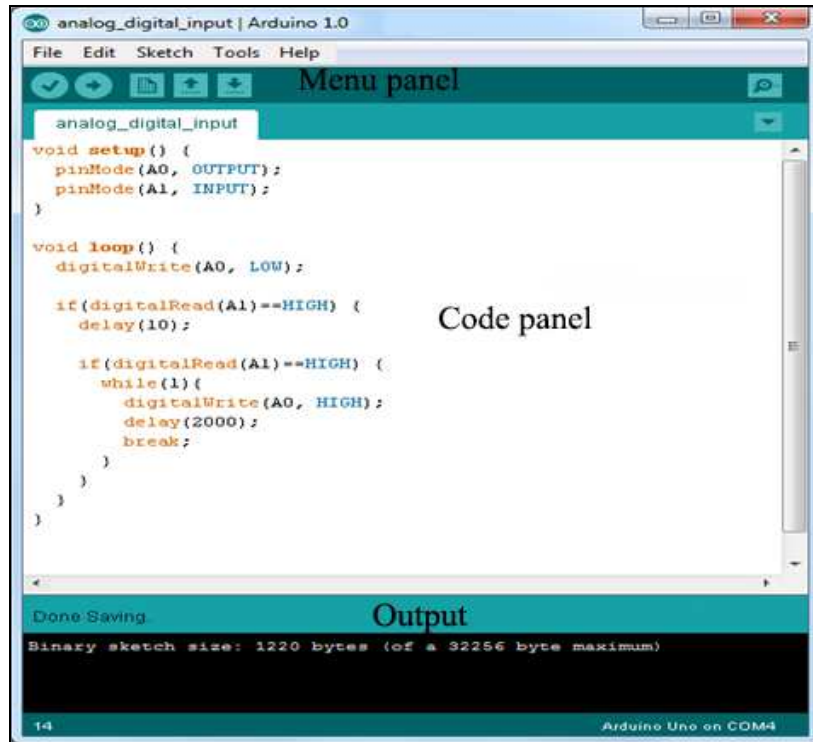 analog_digital_input | Arduino 1.0
File Edit Sketch Tools Help
Menu panel
analog_digital_input
void setup() {
  pinMode(A0, OUTPUT);
  pinMode(A1, INPUT);
}
void loop() {
  digitalWrite(A0, LOW);
  if(digitalRead(A1)==HIGH) {
    delay(10);
Code panel
    if(digitalRead(A1)==HIGH) {
      while(1){
        digitalWrite(A0, HIGH);
        delay(2000);
        break;
      }
    }
  }
}
Done Saving.
Output
Binary sketch size: 1220 bytes (of a 32256 byte maximum)
14 Arduino Uno on COM4